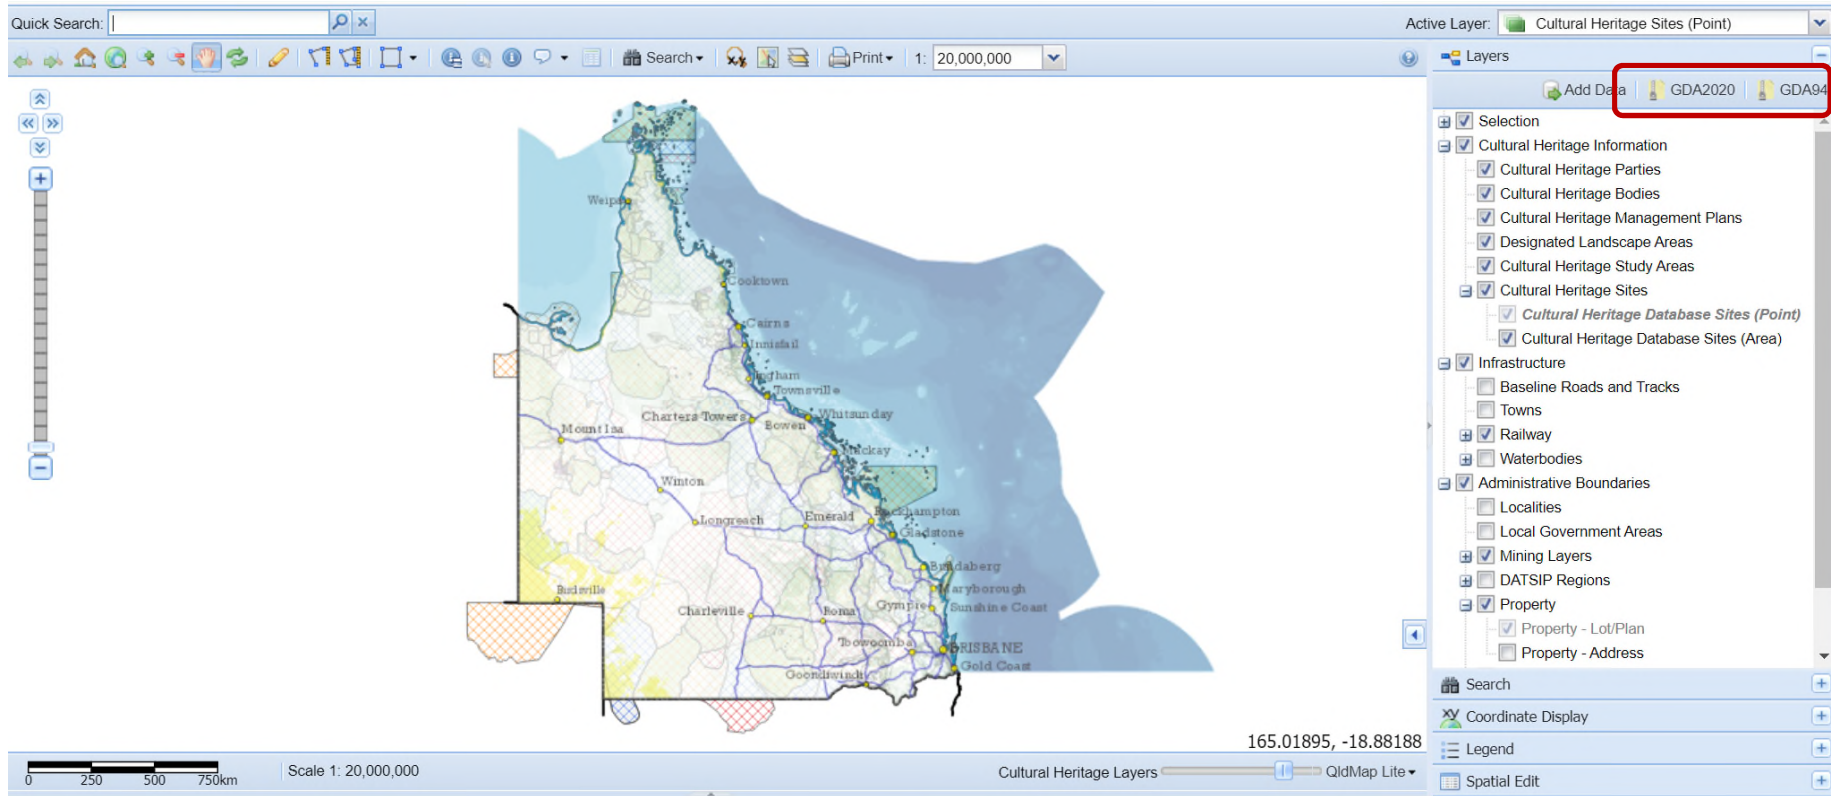 Quick Search:
Active Layer: Cultural Heritage Sites (Point)
Search
Print
1: 20,000,000
Layers
Add Data
GDA2020
GDA94
Selection
Cultural Heritage Information
Cultural Heritage Parties
Cultural Heritage Bodies
Cultural Heritage Management Plans
Designated Landscape Areas
Cultural Heritage Study Areas
Cultural Heritage Sites
Cultural Heritage Database Sites (Point)
Cultural Heritage Database Sites (Area)
Infrastructure
Baseline Roads and Tracks
Towns
Railway
Waterbodies
Administrative Boundaries
Localities
Local Government Areas
Mining Layers
DATSIP Regions
Property
Property - Lot/Plan
Property - Address
Search
XY Coordinate Display
Legend
Spatial Edit
Weipa
Cooktown
Cairns
Innisfail
Ingham
Townsville
Charters Towers
Bowen
Whitsunday
Mount Isa
Mackay
Winton
Longreach
Emerald
Rockhampton
Gladstone
Bundaberg
Maryborough
Birdsville
Charleville
Roma
Gympie
Sunshine Coast
Toowoomba
BRISBANE
Gold Coast
Goondiwindi
165.01895, -18.88188
0 250 500 750km
Scale 1: 20,000,000
Cultural Heritage Layers
QldMap Lite